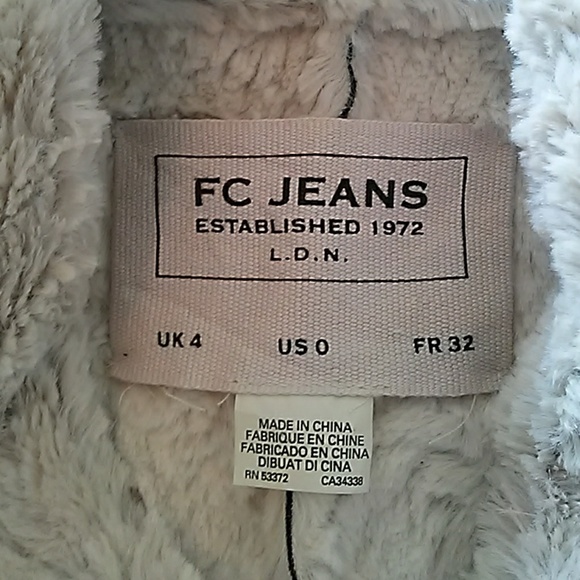 FC JEANS
ESTABLISHED 1972
L.D.N.
UK 4 US 0 FR 32
MADE IN CHINA
FABRIQUE EN CHINE
FABRICADO EN CHINA
DIBUAT DI CINA
RN 53372 CA34338